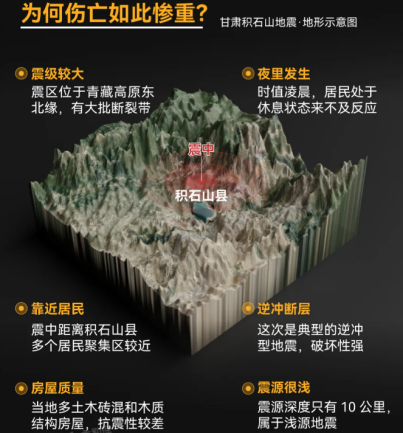 为何伤亡如此惨重?
甘肃积石山地震·地形示意图
震级较大
震区位于青藏高原东
北缘，有大批断裂带
夜里发生
时值凌晨，居民处于
休息状态来不及反应
震中
积石山县
靠近居民
震中距离积石山县
多个居民聚集区较近
逆冲断层
这次是典型的逆冲
型地震，破坏性强
房屋质量
当地多土木砖混和木质
结构房屋，抗震性较差
震源很浅
震源深度只有 10 公里，
属于浅源地震